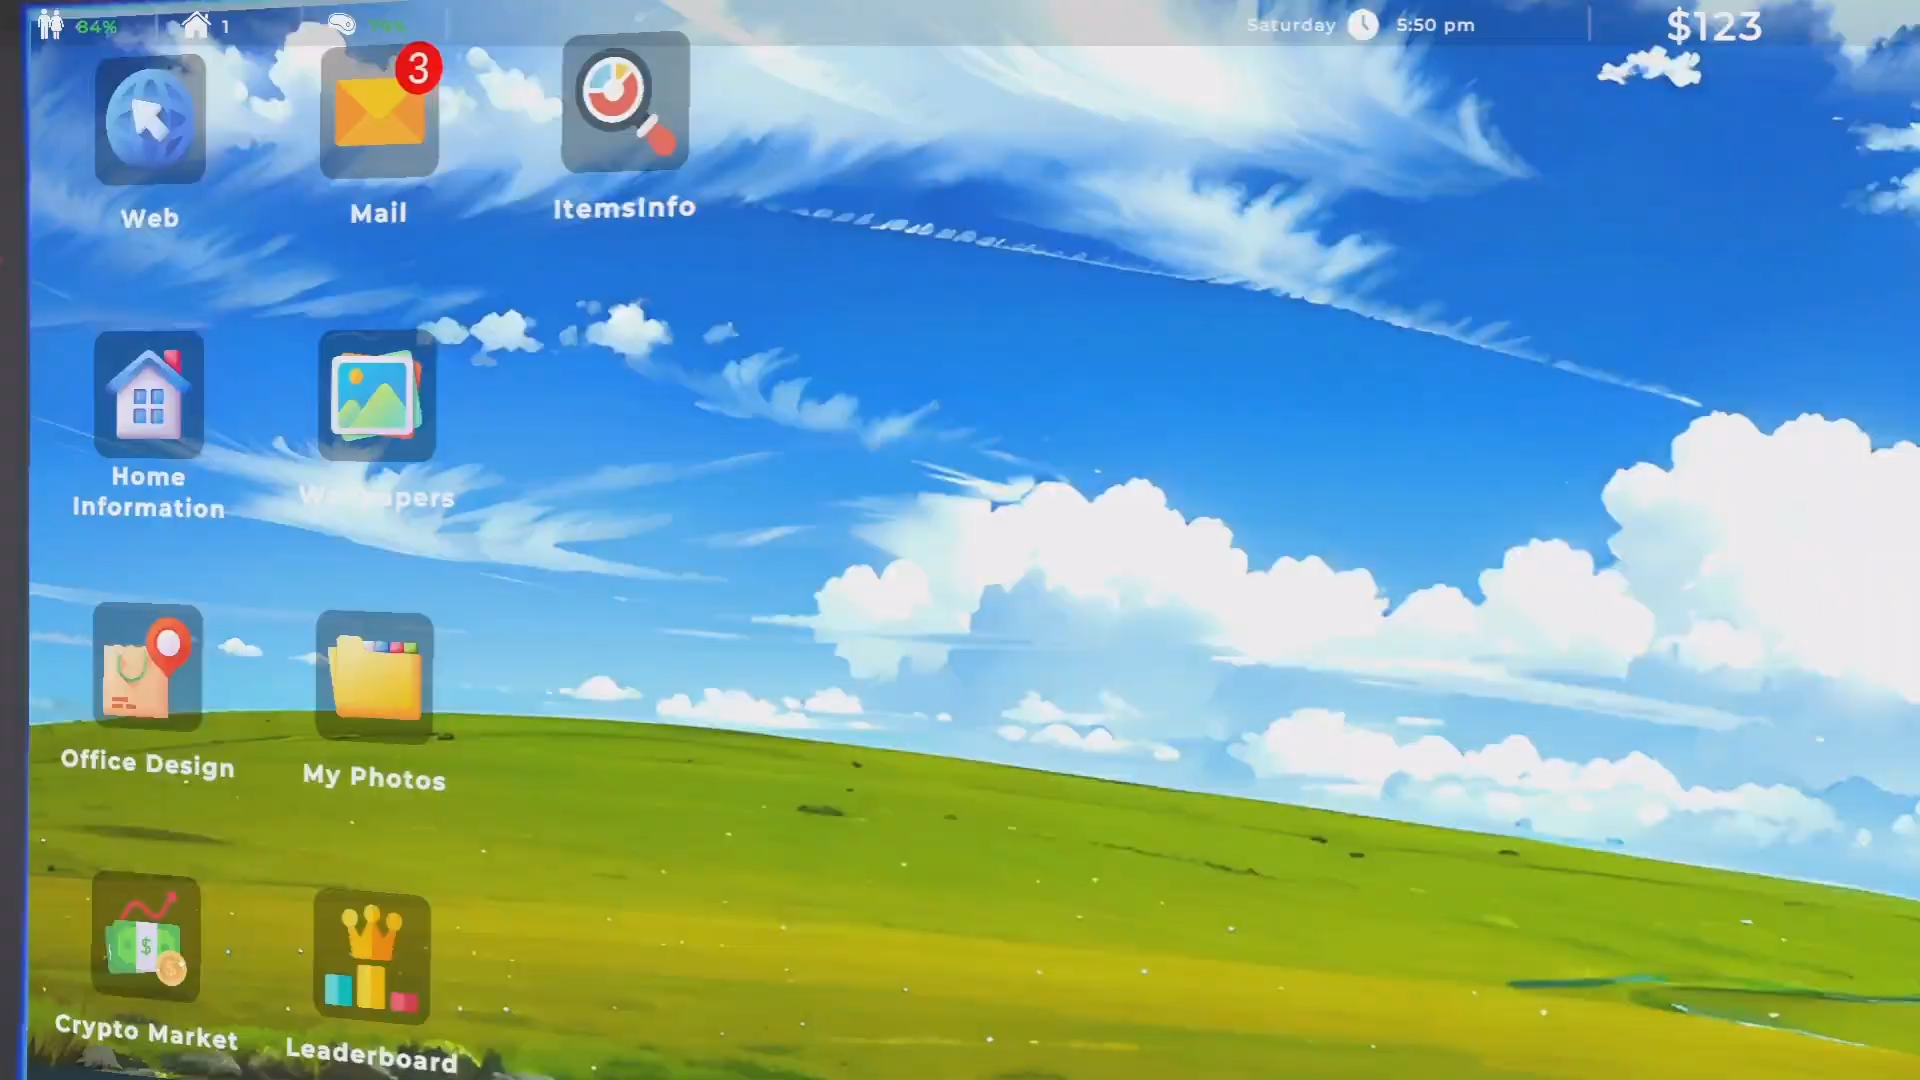 84%
1
Saturday 5:50 pm
$123
3
Web
Mail
ItemsInfo
Home
Information
Wallpapers
Office Design
My Photos
Crypto Market
Leaderboard